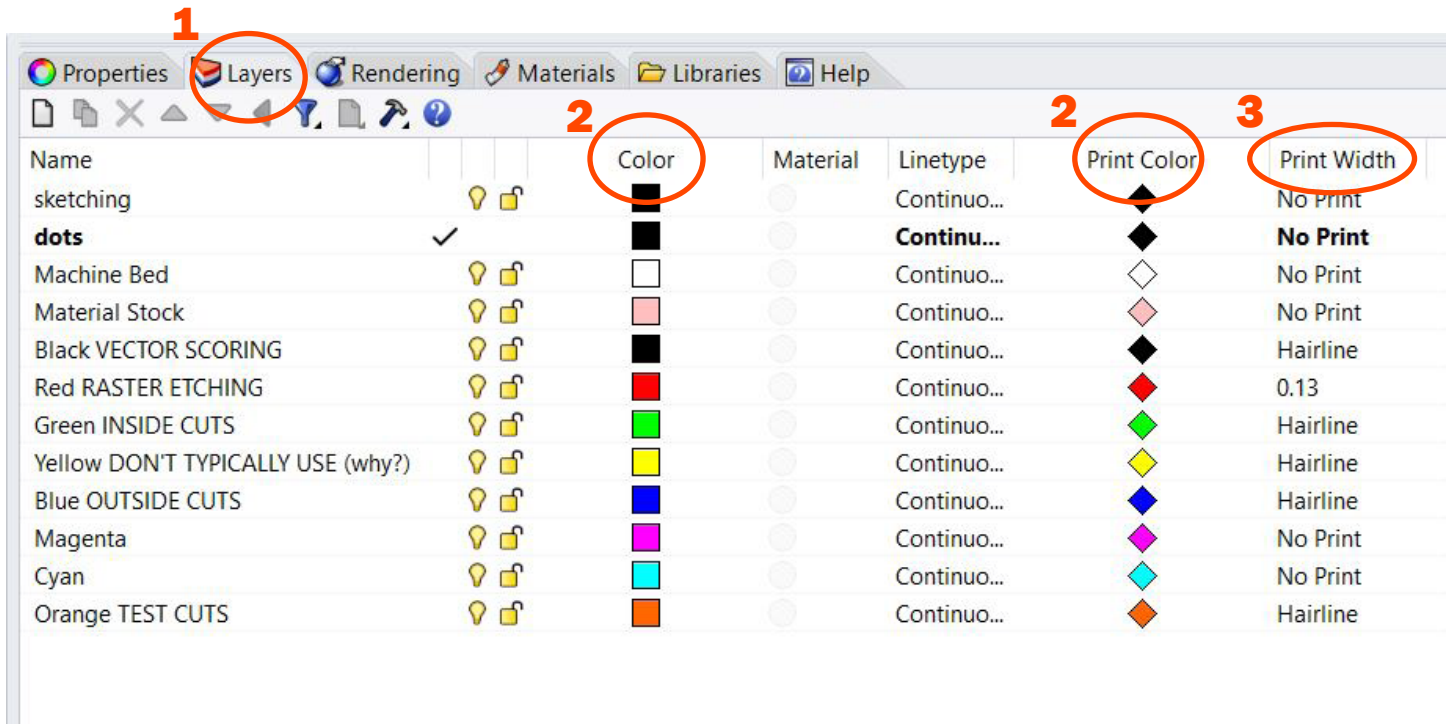 1
Properties Layers Rendering Materials Libraries Help
2 2 3
Name Color Material Linetype Print Color Print Width
sketching Continuo... No Print
dots Continu... No Print
Machine Bed Continuo... No Print
Material Stock Continuo... No Print
Black VECTOR SCORING Continuo... Hairline
Red RASTER ETCHING Continuo... 0.13
Green INSIDE CUTS Continuo... Hairline
Yellow DON'T TYPICALLY USE (why?) Continuo... Hairline
Blue OUTSIDE CUTS Continuo... Hairline
Magenta Continuo... No Print
Cyan Continuo... No Print
Orange TEST CUTS Continuo... Hairline